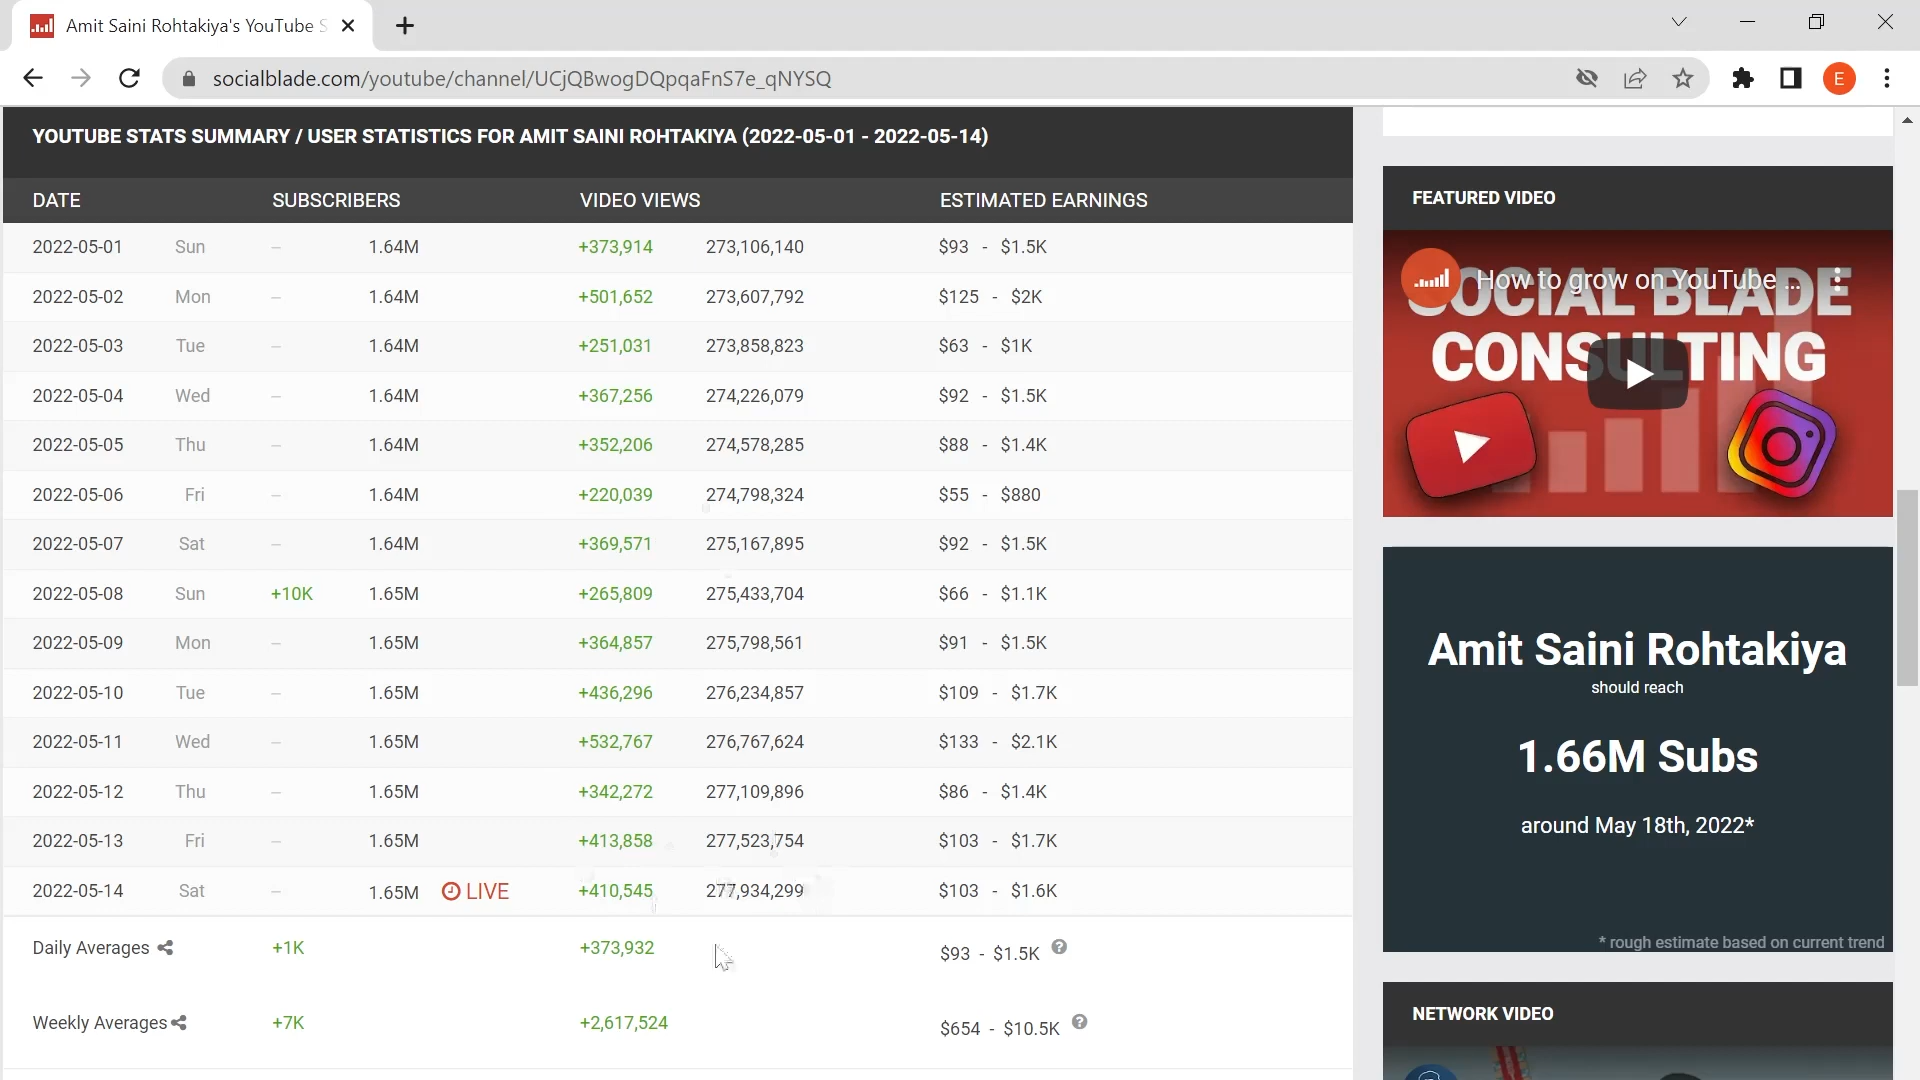 Amit Saini Rohtakiya's YouTube S
socialblade.com/youtube/channel/UCjQBwogDQpqaFnS7e_qNYSQ
E
YOUTUBE STATS SUMMARY / USER STATISTICS FOR AMIT SAINI ROHTAKIYA (2022-05-01 - 2022-05-14)
DATE SUBSCRIBERS VIDEO VIEWS ESTIMATED EARNINGS
2022-05-01 Sun – 1.64M +373,914 273,106,140 $93 - $1.5K
2022-05-02 Mon – 1.64M +501,652 273,607,792 $125 - $2K
2022-05-03 Tue – 1.64M +251,031 273,858,823 $63 - $1K
2022-05-04 Wed – 1.64M +367,256 274,226,079 $92 - $1.5K
2022-05-05 Thu – 1.64M +352,206 274,578,285 $88 - $1.4K
2022-05-06 Fri – 1.64M +220,039 274,798,324 $55 - $880
2022-05-07 Sat – 1.64M +369,571 275,167,895 $92 - $1.5K
2022-05-08 Sun +10K 1.65M +265,809 275,433,704 $66 - $1.1K
2022-05-09 Mon – 1.65M +364,857 275,798,561 $91 - $1.5K
2022-05-10 Tue – 1.65M +436,296 276,234,857 $109 - $1.7K
2022-05-11 Wed – 1.65M +532,767 276,767,624 $133 - $2.1K
2022-05-12 Thu – 1.65M +342,272 277,109,896 $86 - $1.4K
2022-05-13 Fri – 1.65M +413,858 277,523,754 $103 - $1.7K
2022-05-14 Sat – 1.65M LIVE +410,545 277,934,299 $103 - $1.6K
Daily Averages +1K +373,932 $93 - $1.5K ?
Weekly Averages +7K +2,617,524 $654 - $10.5K ?
FEATURED VIDEO
How to grow on YouTube ...
SOCIAL BLADE
CONSULTING
Amit Saini Rohtakiya
should reach
1.66M Subs
around May 18th, 2022*
* rough estimate based on current trend
NETWORK VIDEO